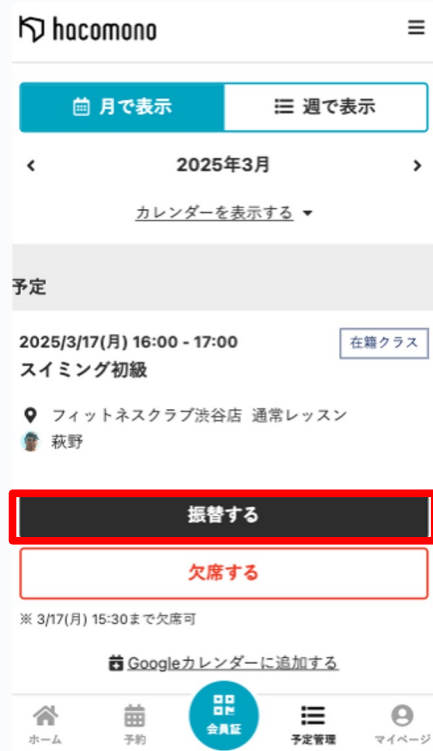 hacomono
月で表示
週で表示
2025年3月
カレンダーを表示する
予定
2025/3/17(月) 16:00 - 17:00
在籍クラス
スイミング初級
フィットネスクラブ渋谷店 通常レッスン
萩野
振替する
欠席する
※ 3/17(月) 15:30まで欠席可
Googleカレンダーに追加する
ホーム
予約
会員証
予定管理
マイページ